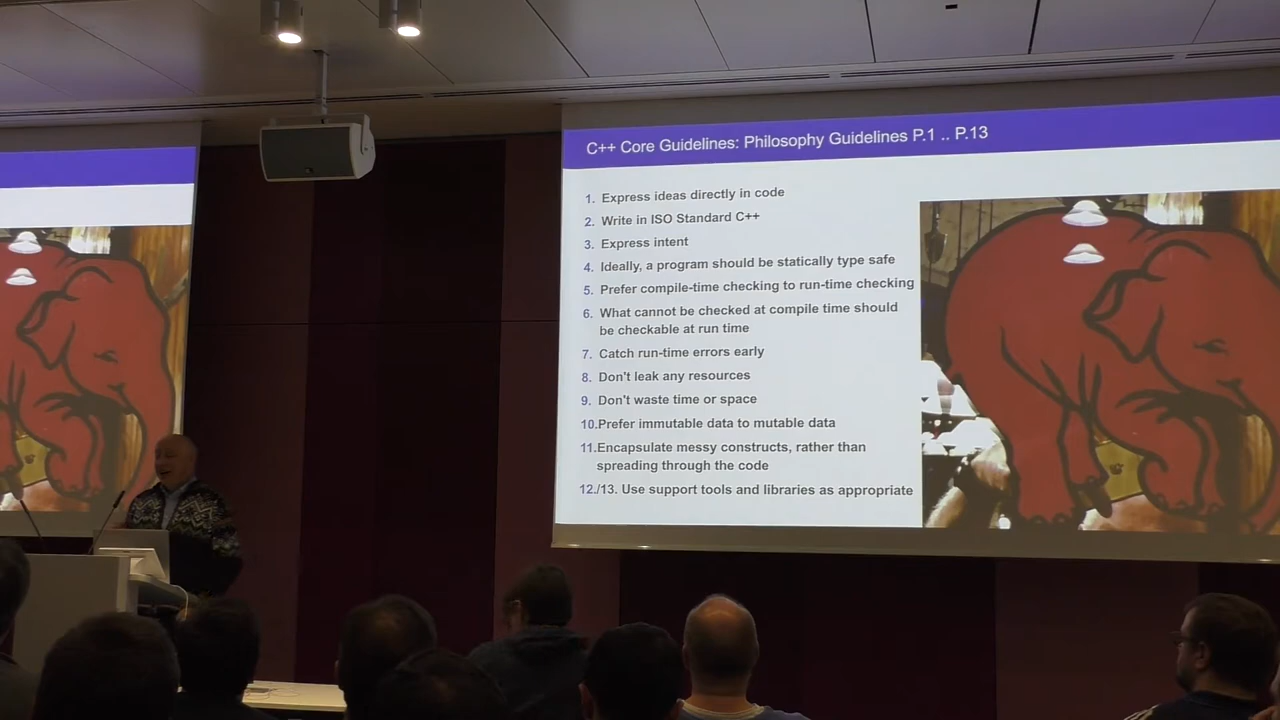 C++ Core Guidelines: Philosophy Guidelines P.1 .. P.13
1. Express ideas directly in code
2. Write in ISO Standard C++
3. Express intent
4. Ideally, a program should be statically type safe
5. Prefer compile-time checking to run-time checking
6. What cannot be checked at compile time should
be checkable at run time
7. Catch run-time errors early
8. Don't leak any resources
9. Don't waste time or space
10.Prefer immutable data to mutable data
11.Encapsulate messy constructs, rather than
spreading through the code
12./13. Use support tools and libraries as appropriate